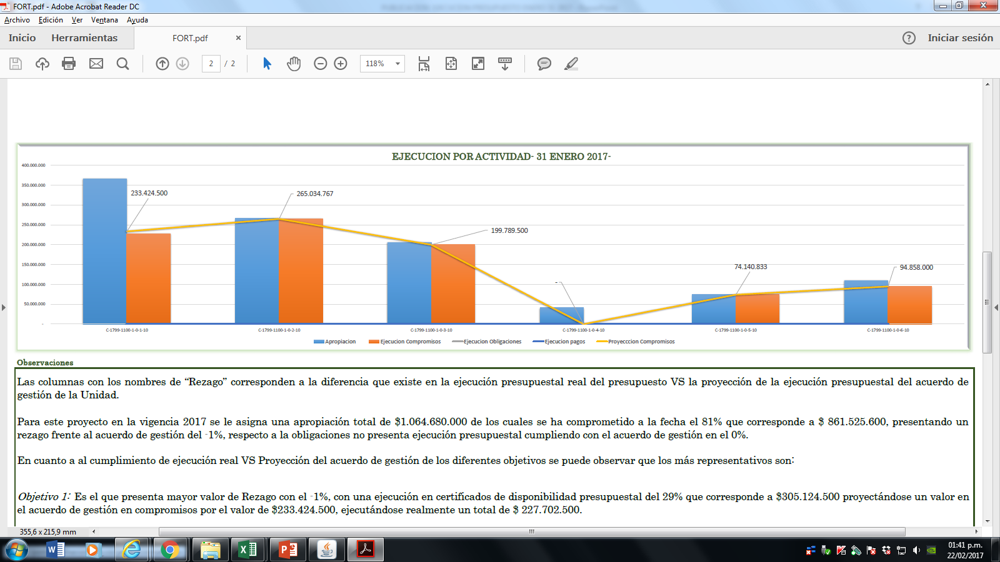 FORT.pdf - Adobe Acrobat Reader DC
Archivo Edición Ver Ventana Ayuda
Inicio Herramientas FORT.pdf × ? Iniciar sesión
2 / 2 118%
EJECUCION POR ACTIVIDAD- 31 ENERO 2017-
400.000.000
350.000.000
300.000.000
250.000.000
200.000.000
150.000.000
100.000.000
50.000.000
-
233.424.500
265.034.767
199.789.500
-
74.140.833
94.858.000
C-1799-1100-1-0-1-10 C-1799-1100-1-0-2-10 C-1799-1100-1-0-3-10 C-1799-1100-1-0-4-10 C-1799-1100-1-0-5-10 C-1799-1100-1-0-6-10
Apropiacion Ejecucion Compromisos Ejecucion Obligaciones Ejecucion pagos Proyecccion Compromisos
Observaciones
Las columnas con los nombres de “Rezago” corresponden a la diferencia que existe en la ejecución presupuestal real del presupuesto VS la proyección de la ejecución presupuestal del acuerdo de
gestión de la Unidad.
Para este proyecto en la vigencia 2017 se le asigna una apropiación total de $1.064.680.000 de los cuales se ha comprometido a la fecha el 81% que corresponde a $ 861.525.600, presentando un
rezago frente al acuerdo de gestión del -1%, respecto a la obligaciones no presenta ejecución presupuestal cumpliendo con el acuerdo de gestión en el 0%.
En cuanto a al cumplimiento de ejecución real VS Proyección del acuerdo de gestión de los diferentes objetivos se puede observar que los más representativos son:
Objetivo 1: Es el que presenta mayor valor de Rezago con el -1%, con una ejecución en certificados de disponibilidad presupuestal del 29% que corresponde a $305.124.500 proyectándose un valor en
el acuerdo de gestión en compromisos por el valor de $233.424.500, ejecutándose realmente un total de $ 227.702.500.
355,6 x 215,9 mm
01:41 p.m.
22/02/2017